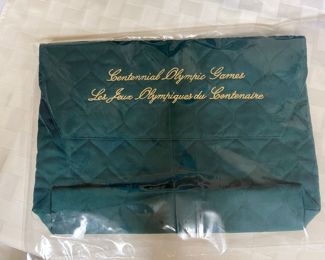 Centennial Olympic Games
Les Jeux Olympiques du Centenaire